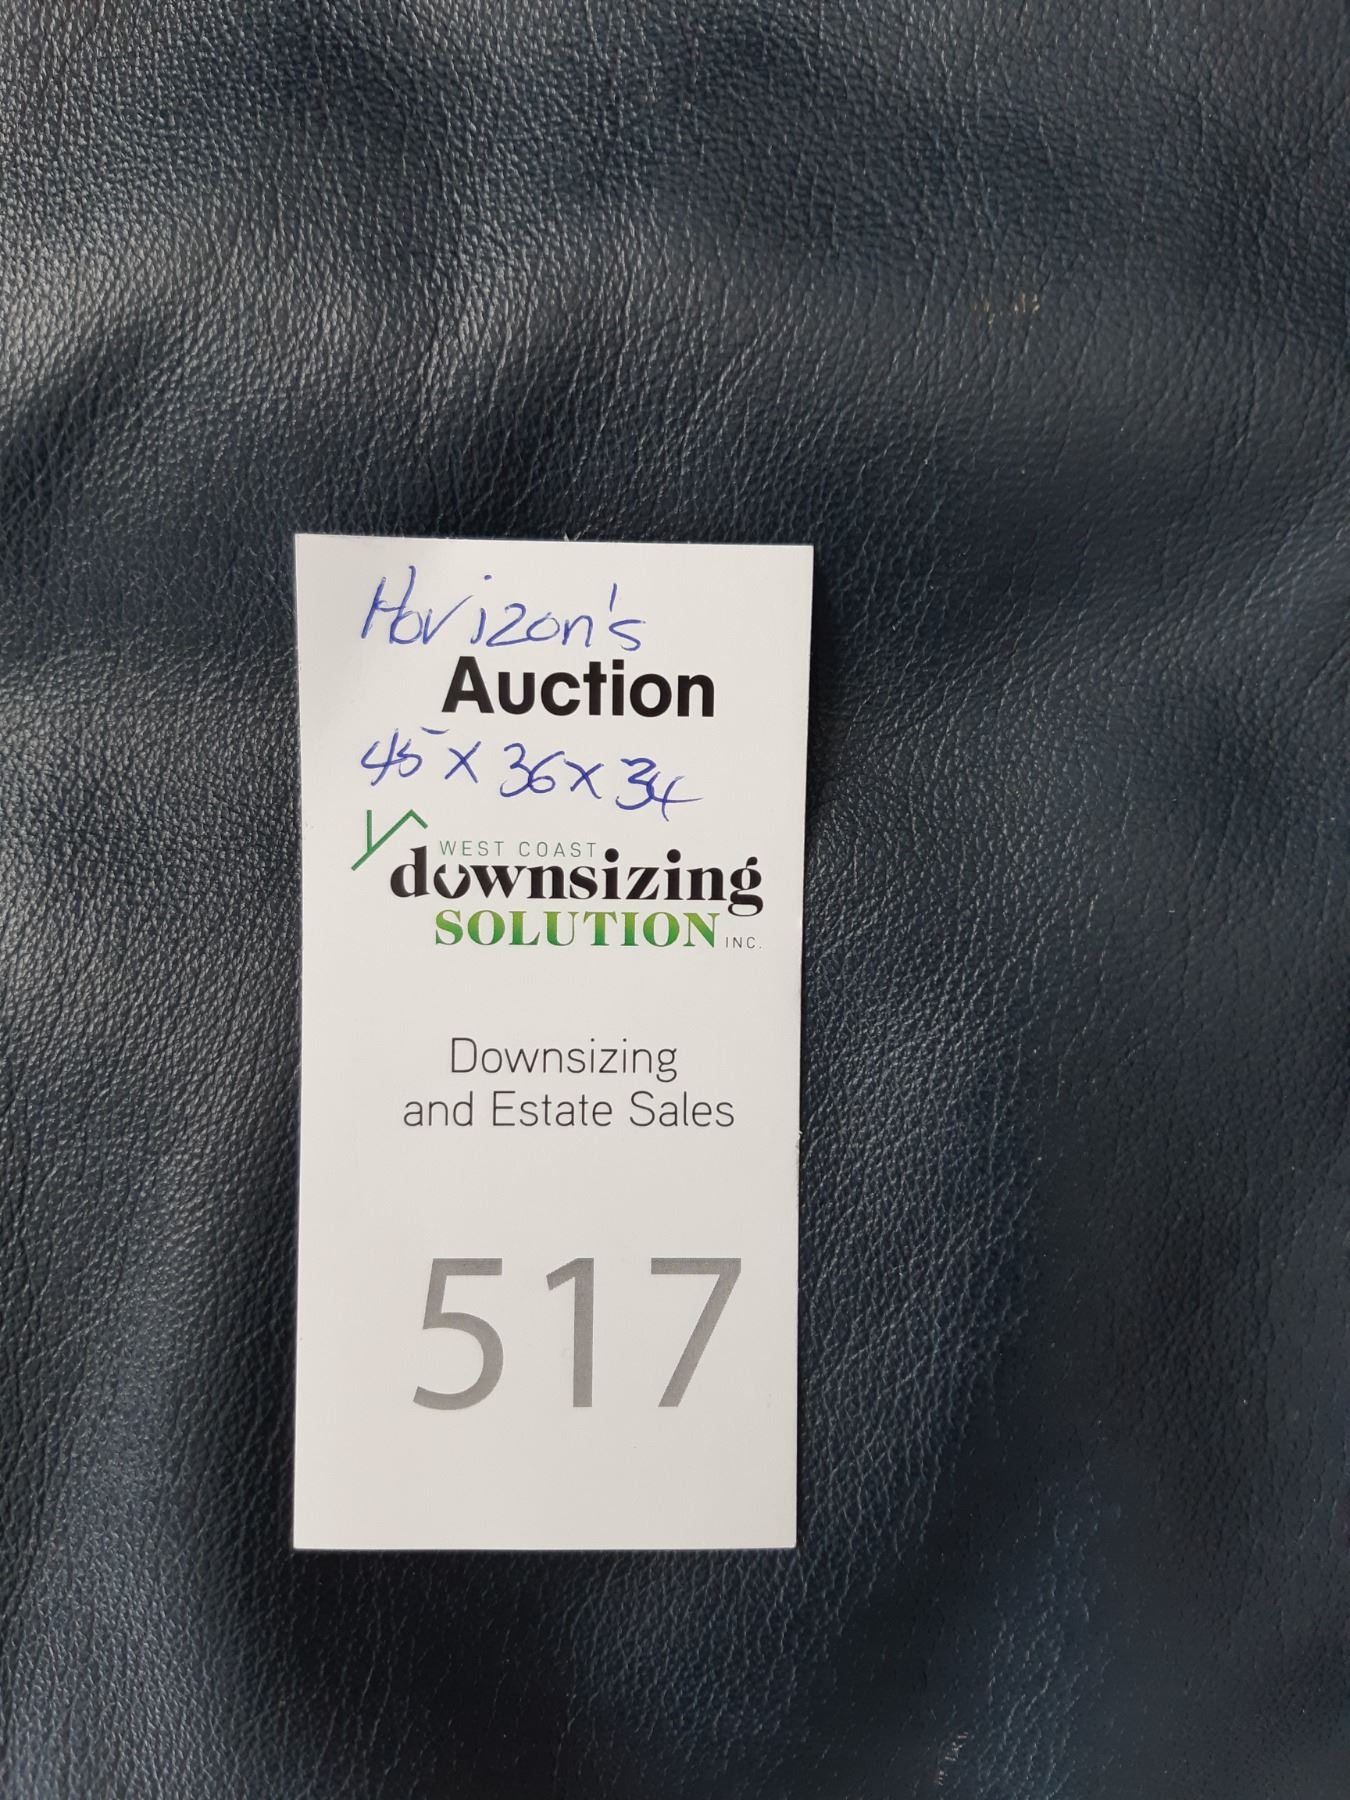 Horizon's
Auction
45 x 36 x 34
WEST COAST
downsizing
SOLUTION INC.
Downsizing
and Estate Sales
517